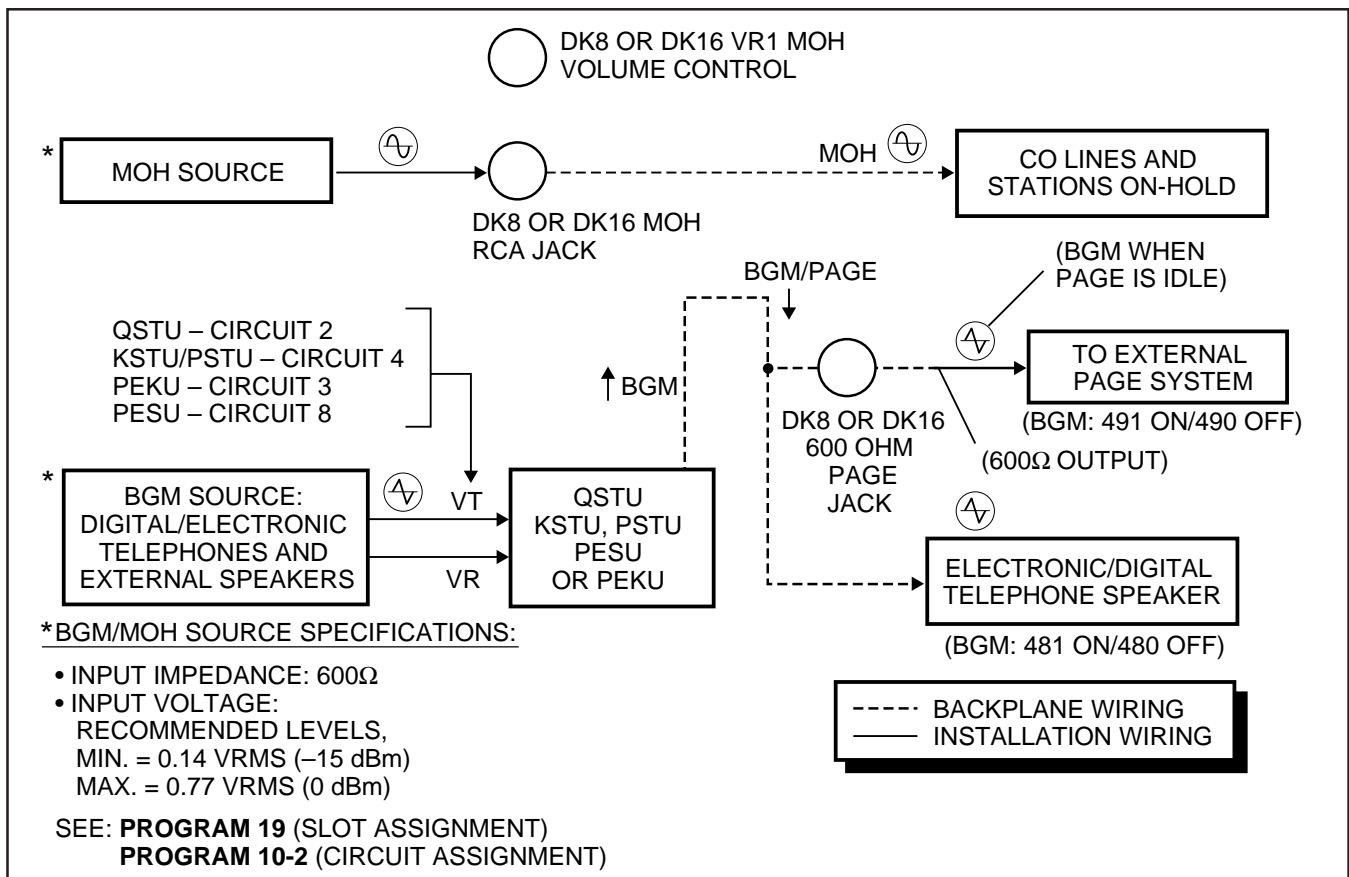 DK8 OR DK16 VR1 MOH
VOLUME CONTROL
*
MOH SOURCE
MOH
CO LINES AND
STATIONS ON-HOLD
DK8 OR DK16 MOH
RCA JACK
BGM/PAGE
(BGM WHEN
PAGE IS IDLE)
QSTU – CIRCUIT 2
KSTU/PSTU – CIRCUIT 4
PEKU – CIRCUIT 3
PESU – CIRCUIT 8
BGM
TO EXTERNAL
PAGE SYSTEM
(BGM: 491 ON/490 OFF)
DK8 OR DK16
600 OHM
PAGE
JACK
(600Ω OUTPUT)
*
BGM SOURCE:
DIGITAL/ELECTRONIC
TELEPHONES AND
EXTERNAL SPEAKERS
VT
VR
QSTU
KSTU, PSTU
PESU
OR PEKU
ELECTRONIC/DIGITAL
TELEPHONE SPEAKER
(BGM: 481 ON/480 OFF)
*BGM/MOH SOURCE SPECIFICATIONS:
• INPUT IMPEDANCE: 600Ω
• INPUT VOLTAGE:
RECOMMENDED LEVELS,
MIN. = 0.14 VRMS (–15 dBm)
MAX. = 0.77 VRMS (0 dBm)
BACKPLANE WIRING
INSTALLATION WIRING
SEE: PROGRAM 19 (SLOT ASSIGNMENT)
PROGRAM 10-2 (CIRCUIT ASSIGNMENT)